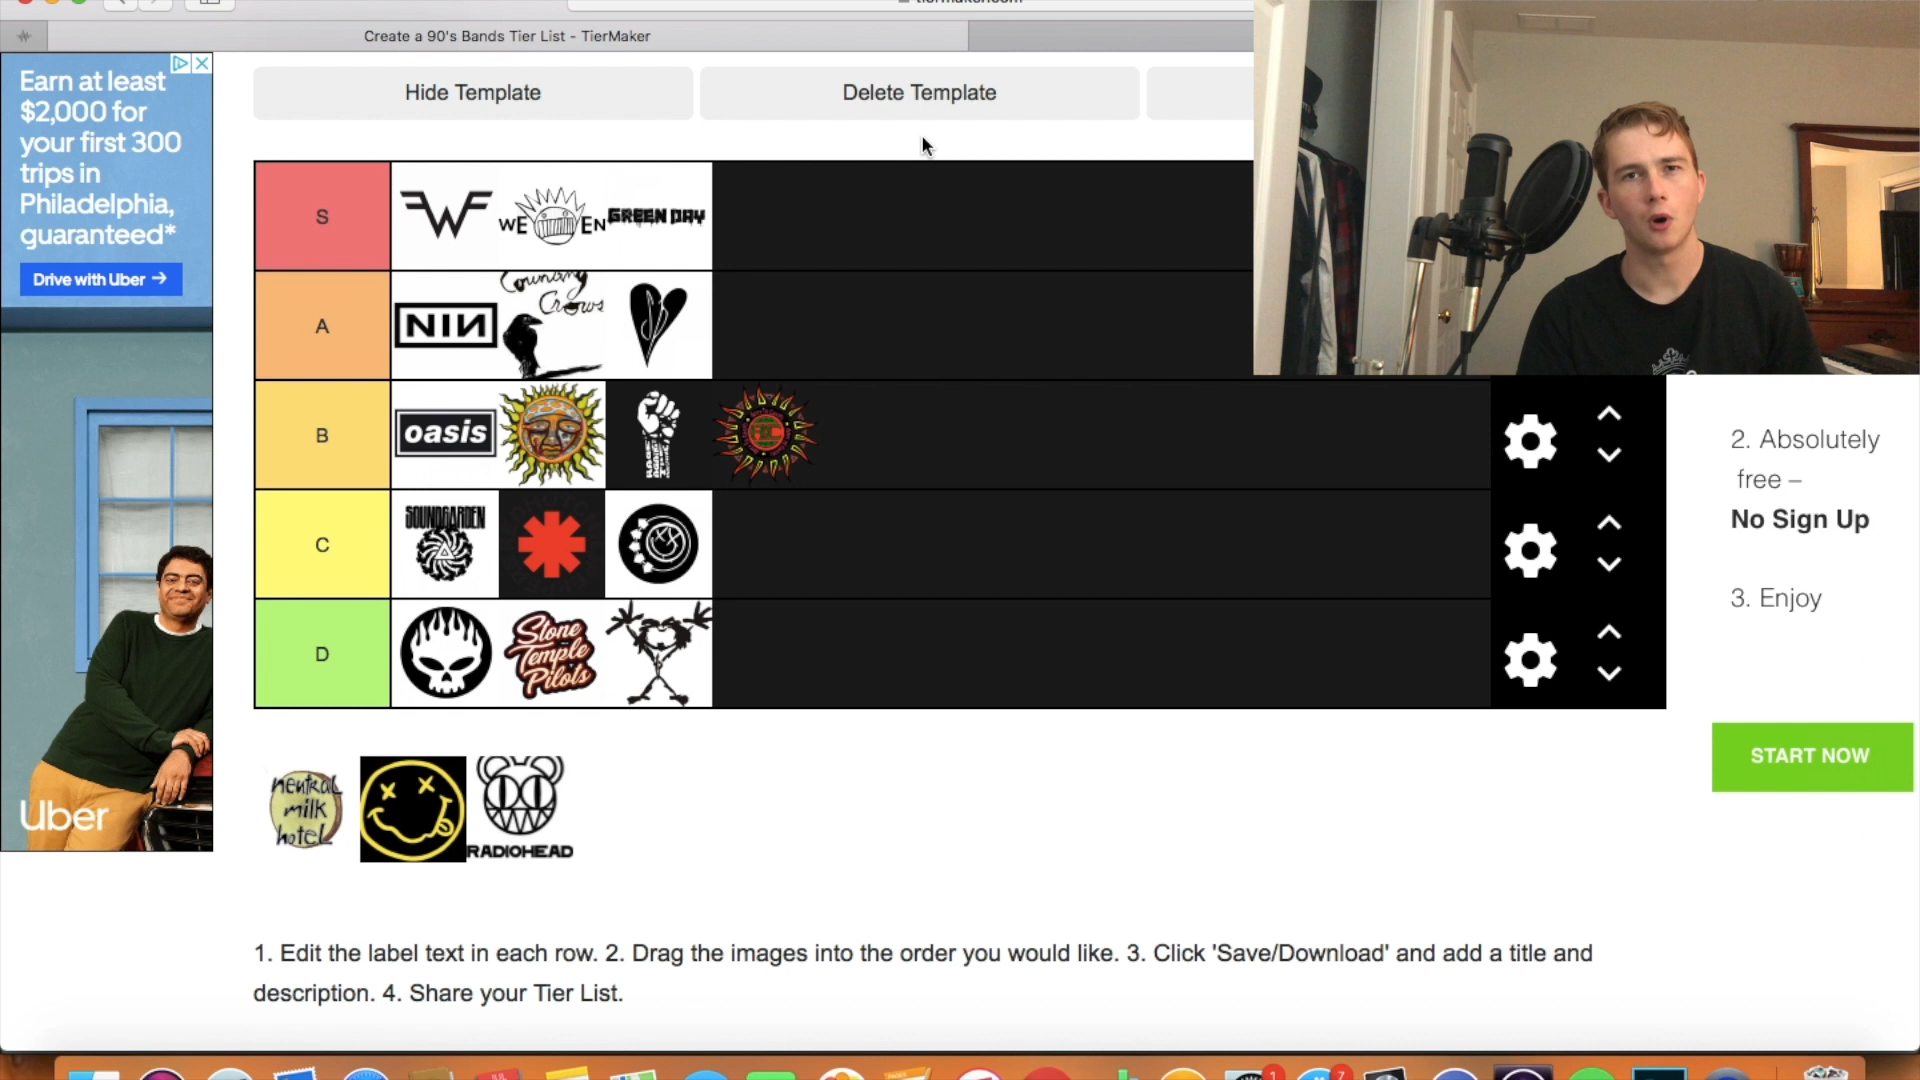 Create a 90's Bands Tier List - TierMaker
Earn at least
$2,000 for
your first 300
trips in
Philadelphia,
guaranteed*
Drive with Uber →
Uber
Hide Template
Delete Template
S
WEEN
GREEN DAY
A
NIN
Counting
Crows
B
oasis
C
SOUNDGARDEN
D
Stone
Temple
Pilots
neutral
milk
hotel
RADIOHEAD
2. Absolutely
free –
No Sign Up
3. Enjoy
START NOW
1. Edit the label text in each row. 2. Drag the images into the order you would like. 3. Click 'Save/Download' and add a title and
description. 4. Share your Tier List.
1
7